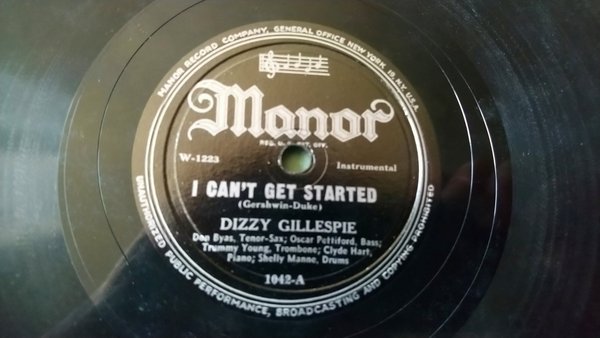 MANOR RECORD COMPANY, GENERAL OFFICE NEW YORK 10, N.Y. U.S.A.
Manor
REG. U.S. PAT. OFF.
W-1223
Instrumental
I CAN'T GET STARTED
(Gershwin-Duke)
DIZZY GILLESPIE
Don Byas, Tenor-Sax; Oscar Pettiford, Bass;
Trummy Young, Trombone; Clyde Hart,
Piano; Shelly Manne, Drums
1042-A
UNAUTHORIZED PUBLIC PERFORMANCE, BROADCASTING AND COPYING PROHIBITED